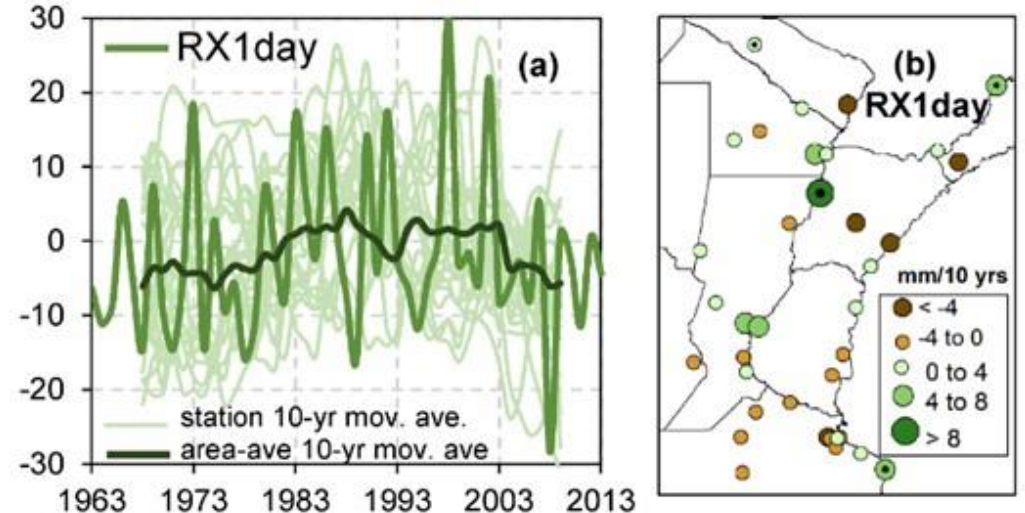 RX1day
(a)
30
20
10
0
-10
-20
-30
station 10-yr mov. ave.
area-ave 10-yr mov. ave
1963 1973 1983 1993 2003 2013
(b)
RX1day
mm/10 yrs
< -4
-4 to 0
0 to 4
4 to 8
> 8